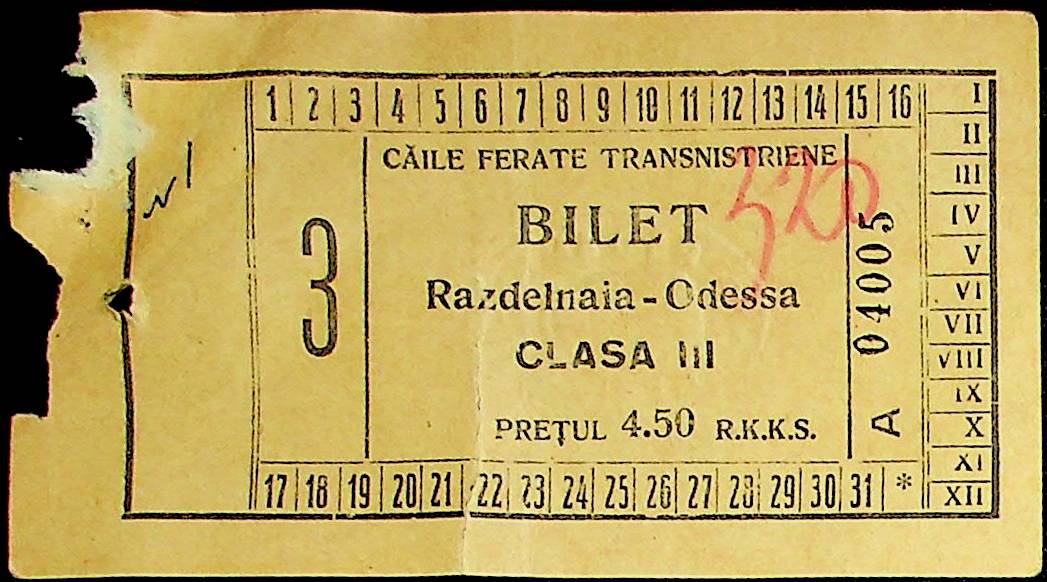 1 2 3 4 5 6 7 8 9 10 11 12 13 14 15 16
CĂILE FERATE TRANSNISTRIENE
320
BILET
3
Razdelnaia - Odessa
CLASA III
PREȚUL 4.50 R.K.K.S.
A 04005
17 18 19 20 21 22 23 24 25 26 27 28 29 30 31 *
I
II
III
IV
V
VI
VII
VIII
IX
X
XI
XII